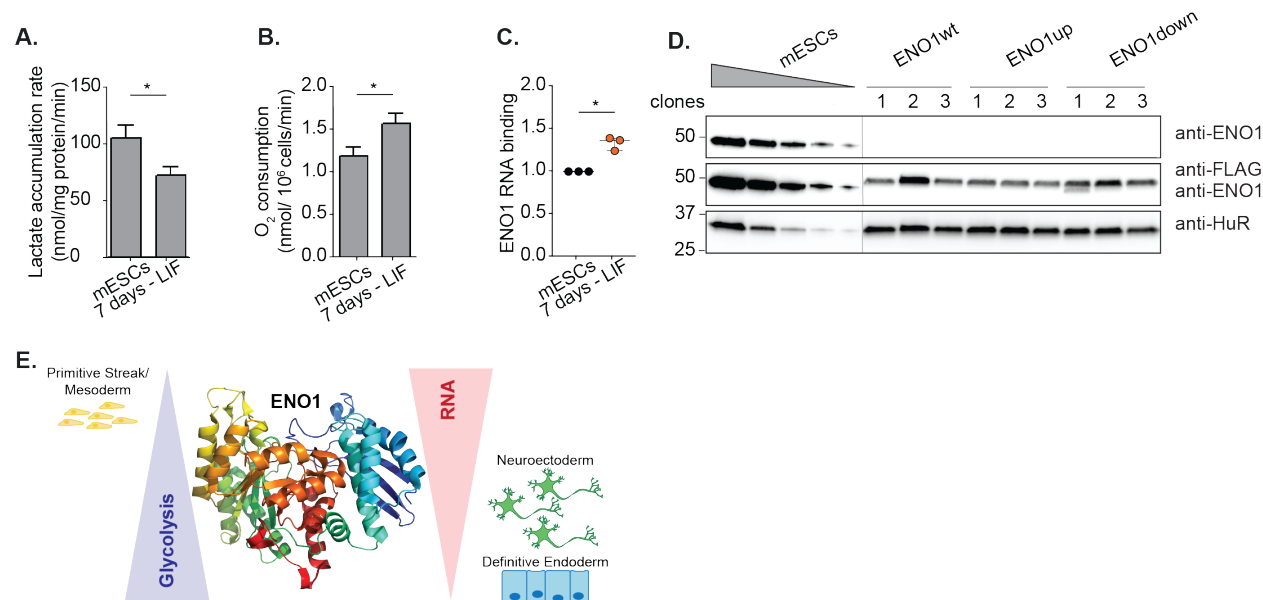 A.
Lactate accumulation rate
(nmol/mg protein/min)
150
100
50
0
*
mESCs
7 days - LIF
B.
O2 consumption
(nmol/ 10⁶ cells/min)
2.0
1.5
1.0
0.5
0.0
*
mESCs
7 days - LIF
C.
ENO1 RNA binding
2.0
1.5
1.0
0.5
0.0
*
mESCs
7 days - LIF
D.
mESCs
ENO1wt
ENO1up
ENO1down
clones
1 2 3 1 2 3 1 2 3
50
anti-ENO1
50
anti-FLAG
anti-ENO1
37
25
anti-HuR
E.
Primitive Streak/
Mesoderm
Glycolysis
ENO1
RNA
Neuroectoderm
Definitive Endoderm